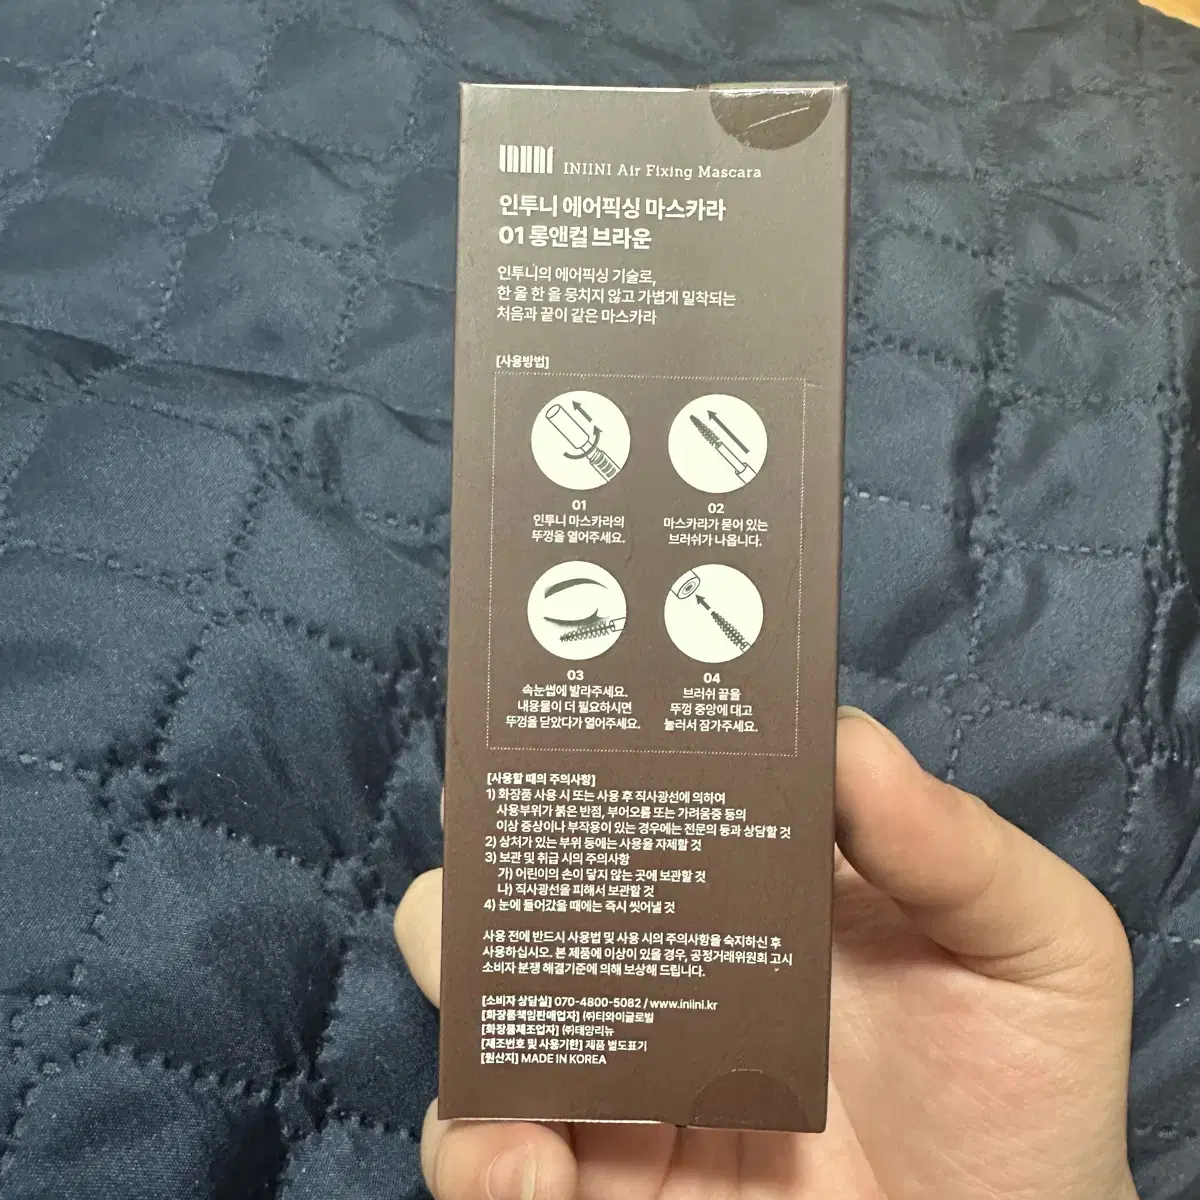 INIINI
INIINI Air Fixing Mascara
인투니 에어픽싱 마스카라
01 롱앤컬 브라운
인투니의 에어픽싱 기술로,
한 올 한 올 뭉치지 않고 가볍게 밀착되는
처음과 끝이 같은 마스카라
[사용방법]
01
인투니 마스카라의
뚜껑을 열어주세요.
02
마스카라가 묻어 있는
브러쉬가 나옵니다.
03
속눈썹에 발라주세요.
내용물이 더 필요하시면
뚜껑을 닫았다가 열어주세요.
04
브러쉬 끝을
뚜껑 중앙에 대고
눌러서 잠가주세요.
[사용할 때의 주의사항]
1) 화장품 사용 시 또는 사용 후 직사광선에 의하여
사용부위가 붉은 반점, 부어오름 또는 가려움증 등의
이상 증상이나 부작용이 있는 경우에는 전문의 등과 상담할 것
2) 상처가 있는 부위 등에는 사용을 자제할 것
3) 보관 및 취급 시의 주의사항
가) 어린이의 손이 닿지 않는 곳에 보관할 것
나) 직사광선을 피해서 보관할 것
4) 눈에 들어갔을 때에는 즉시 씻어낼 것
사용 전에 반드시 사용법 및 사용 시의 주의사항을 숙지하신 후
사용하십시오. 본 제품에 이상이 있을 경우, 공정거래위원회 고시
소비자 분쟁 해결기준에 의해 보상해 드립니다.
[소비자 상담실] 070-4800-5082 / www.iniini.kr
[화장품책임판매업자] ㈜티와이글로벌
[화장품제조업자] ㈜태양리뉴
[제조번호 및 사용기한] 제품 별도표기
[원산지] MADE IN KOREA